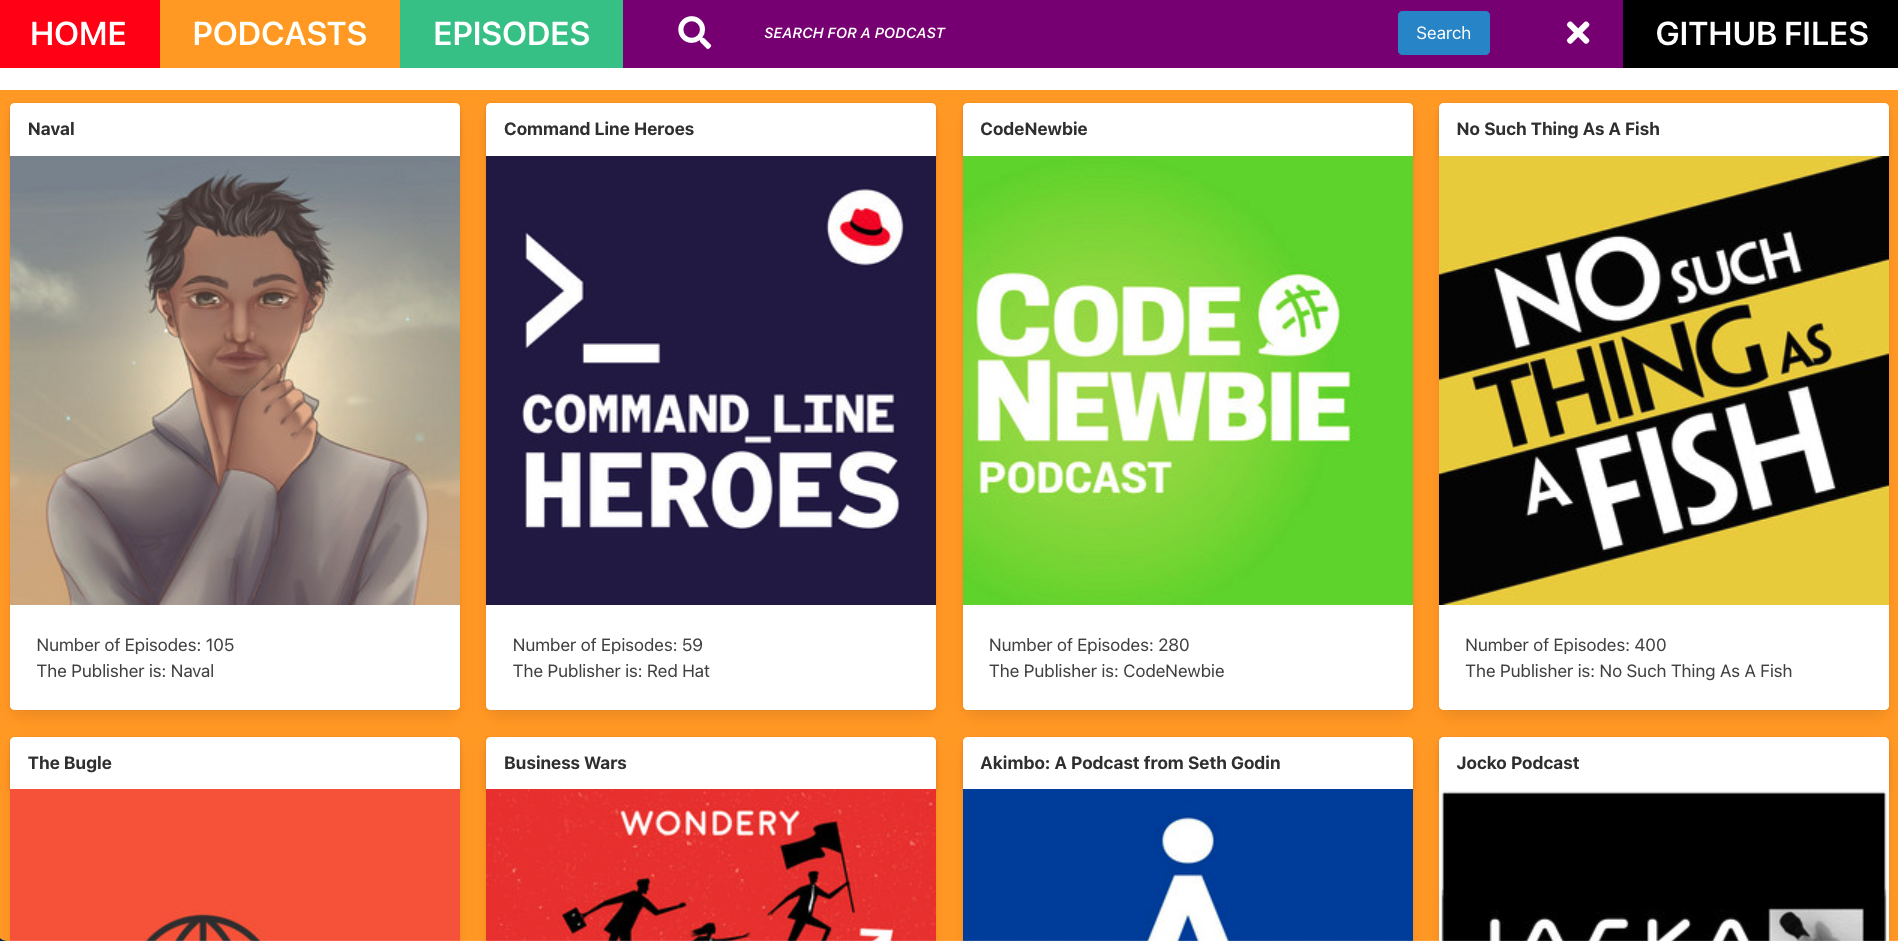 HOME PODCASTS EPISODES SEARCH FOR A PODCAST Search GITHUB FILES
Naval
Command Line Heroes
CodeNewbie
No Such Thing As A Fish
>_
COMMAND_LINE
HEROES
CODE
NEWBIE
PODCAST
NO SUCH
THING AS
A FISH
Number of Episodes: 105
The Publisher is: Naval
Number of Episodes: 59
The Publisher is: Red Hat
Number of Episodes: 280
The Publisher is: CodeNewbie
Number of Episodes: 400
The Publisher is: No Such Thing As A Fish
The Bugle
Business Wars
Akimbo: A Podcast from Seth Godin
Jocko Podcast
WONDERY